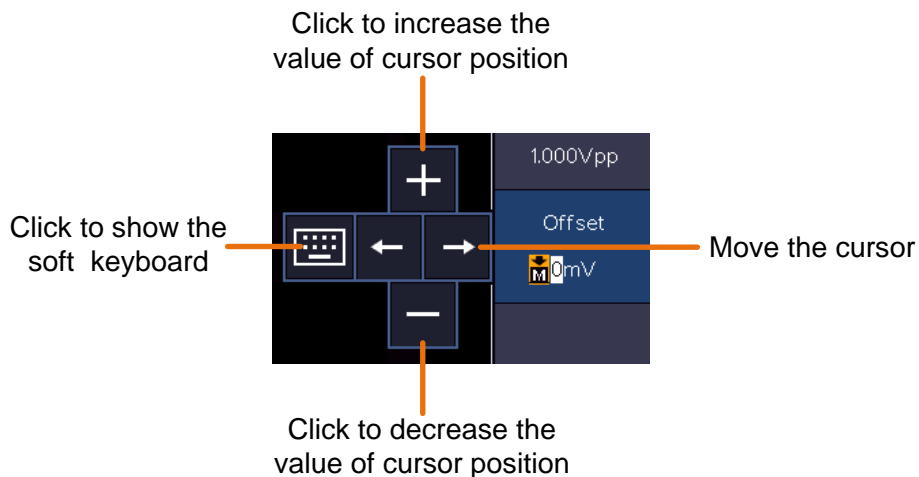 Click to increase the
value of cursor position
1.000Vpp
Offset
M 0mV
Click to show the
soft keyboard
Move the cursor
Click to decrease the
value of cursor position